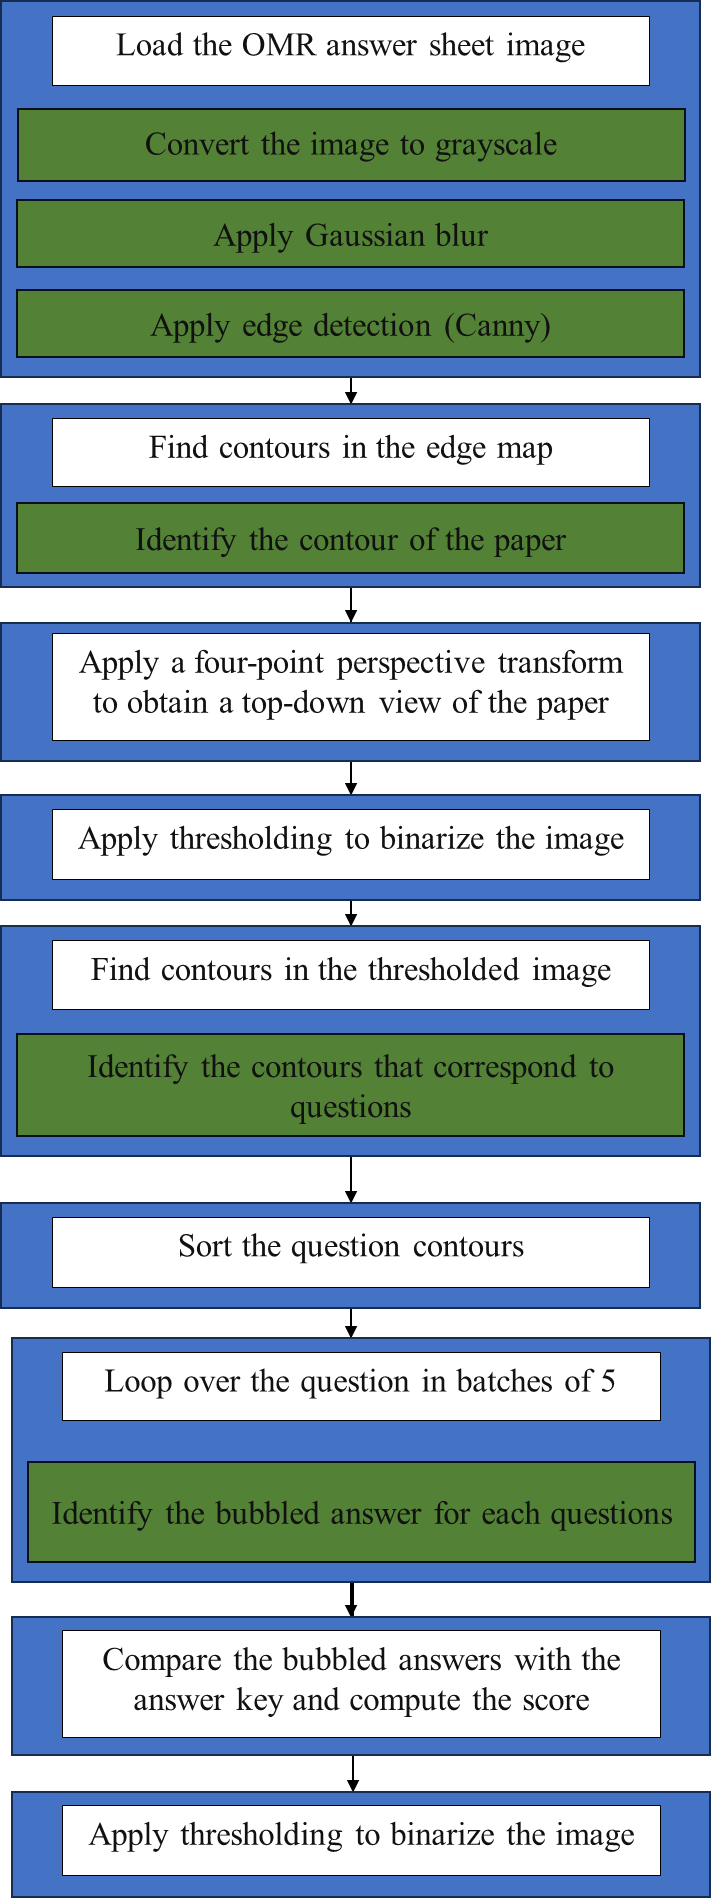 Load the OMR answer sheet image
Convert the image to grayscale
Apply Gaussian blur
Apply edge detection (Canny)
Find contours in the edge map
Identify the contour of the paper
Apply a four-point perspective transform
to obtain a top-down view of the paper
Apply thresholding to binarize the image
Find contours in the thresholded image
Identify the contours that correspond to
questions
Sort the question contours
Loop over the question in batches of 5
Identify the bubbled answer for each questions
Compare the bubbled answers with the
answer key and compute the score
Apply thresholding to binarize the image